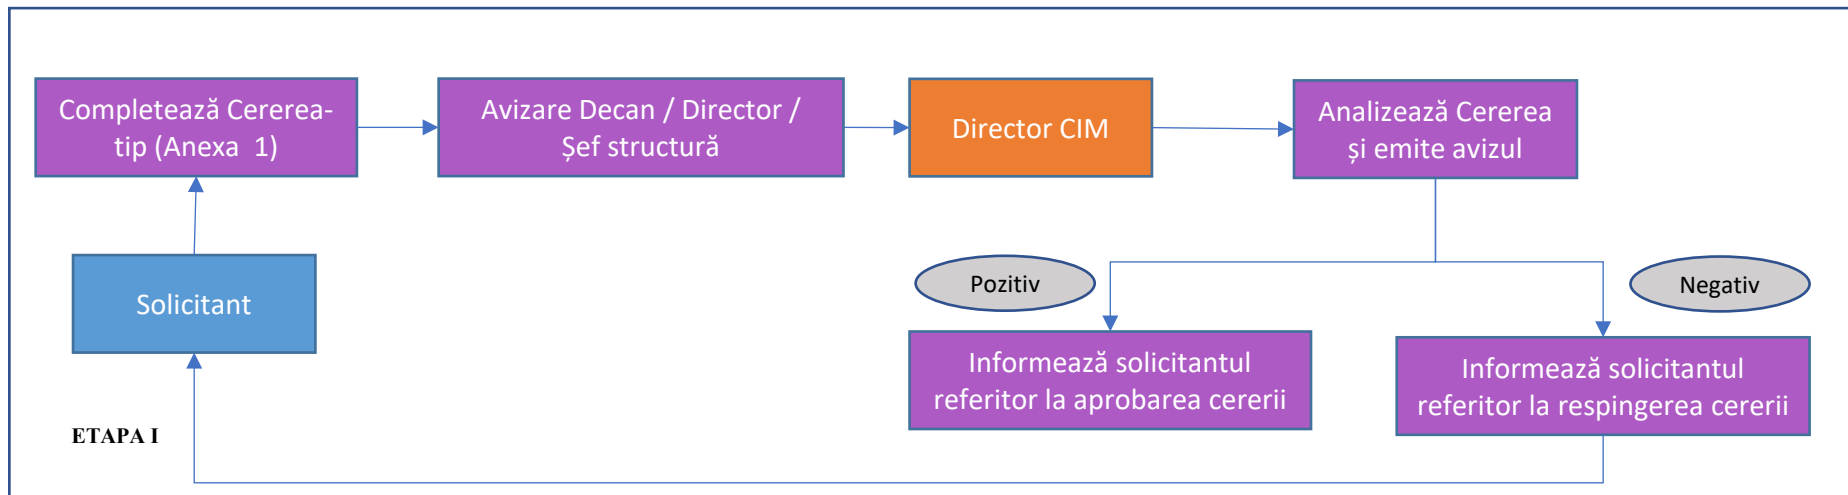 Completează Cererea-
tip (Anexa 1)
Avizare Decan / Director /
Șef structură
Director CIM
Analizează Cererea
și emite avizul
Solicitant
Pozitiv
Negativ
Informează solicitantul
referitor la aprobarea cererii
Informează solicitantul
referitor la respingerea cererii
ETAPA I